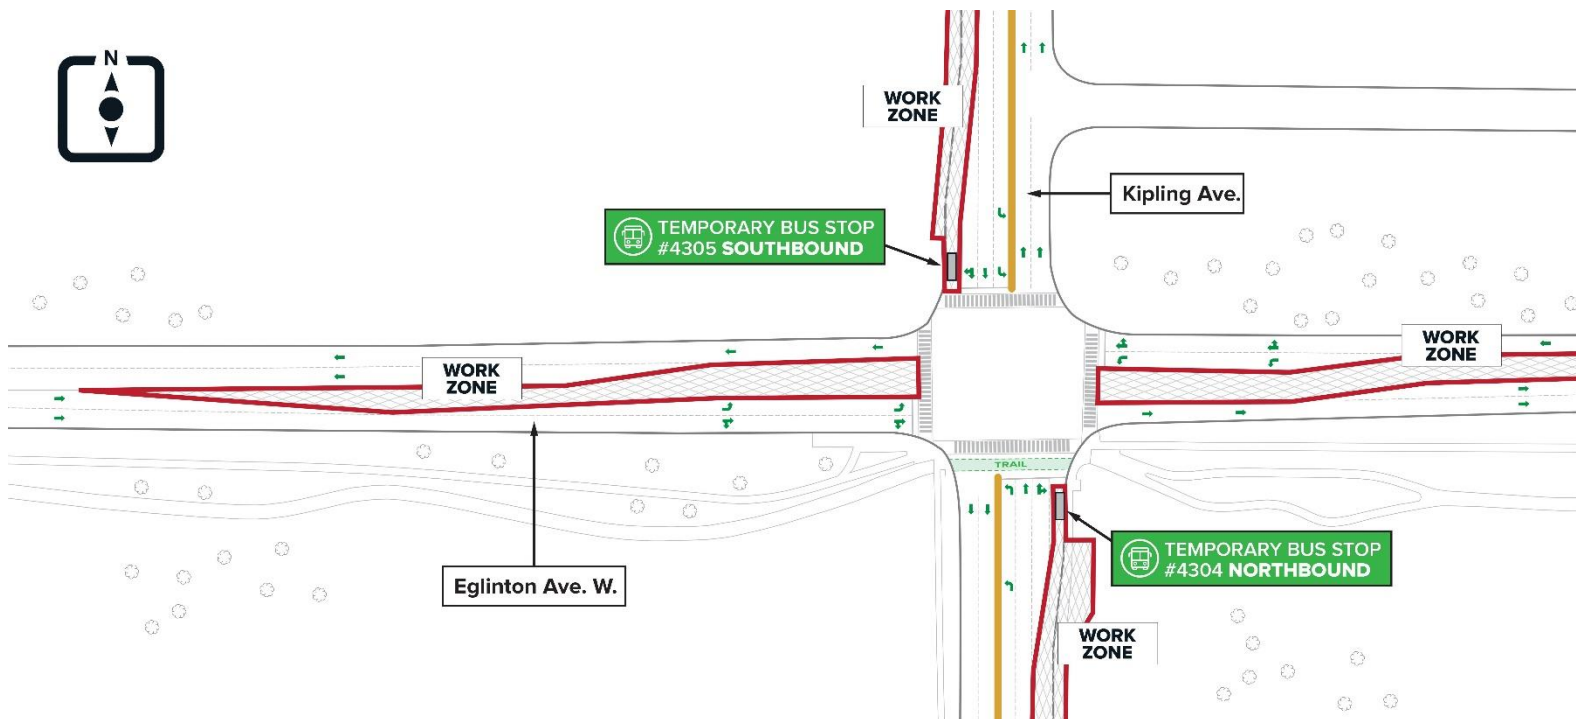 N
WORK
ZONE
Kipling Ave.
TEMPORARY BUS STOP
#4305 SOUTHBOUND
WORK
ZONE
WORK
ZONE
TRAIL
TEMPORARY BUS STOP
#4304 NORTHBOUND
Eglinton Ave. W.
WORK
ZONE